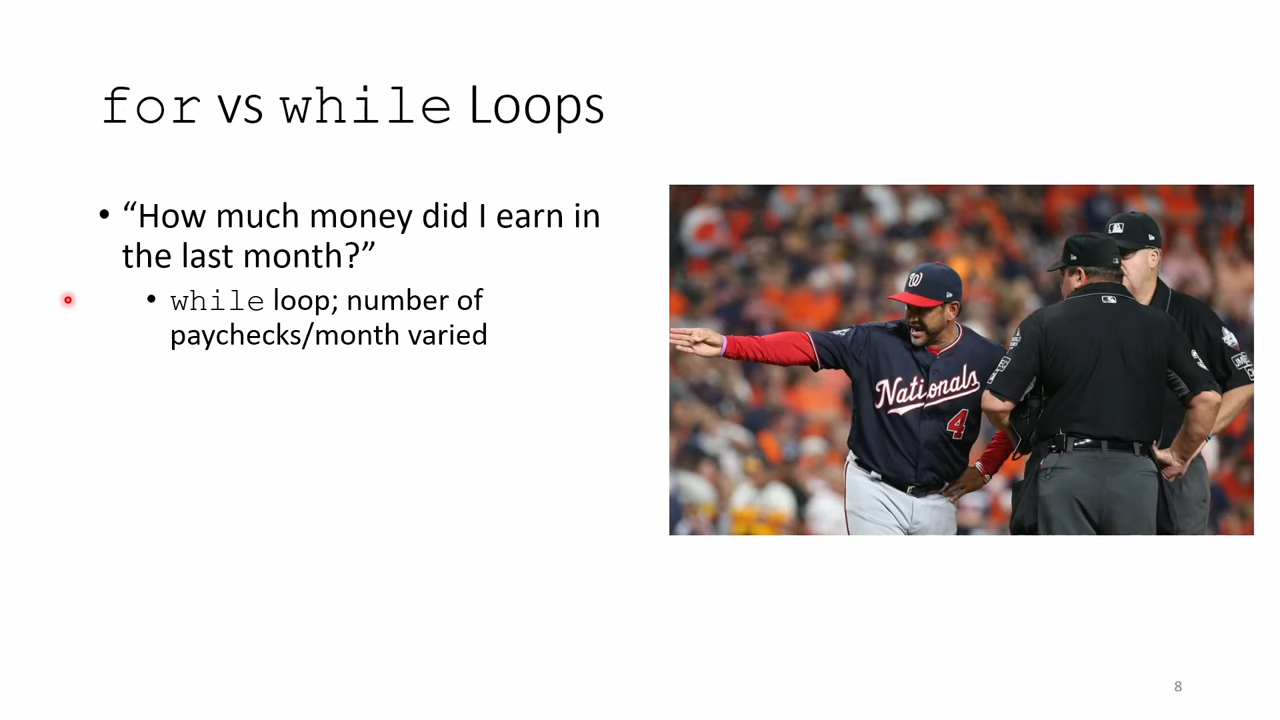 for vs while Loops
• “How much money did I earn in
the last month?”
• while loop; number of
paychecks/month varied
W
Nationals
4
8